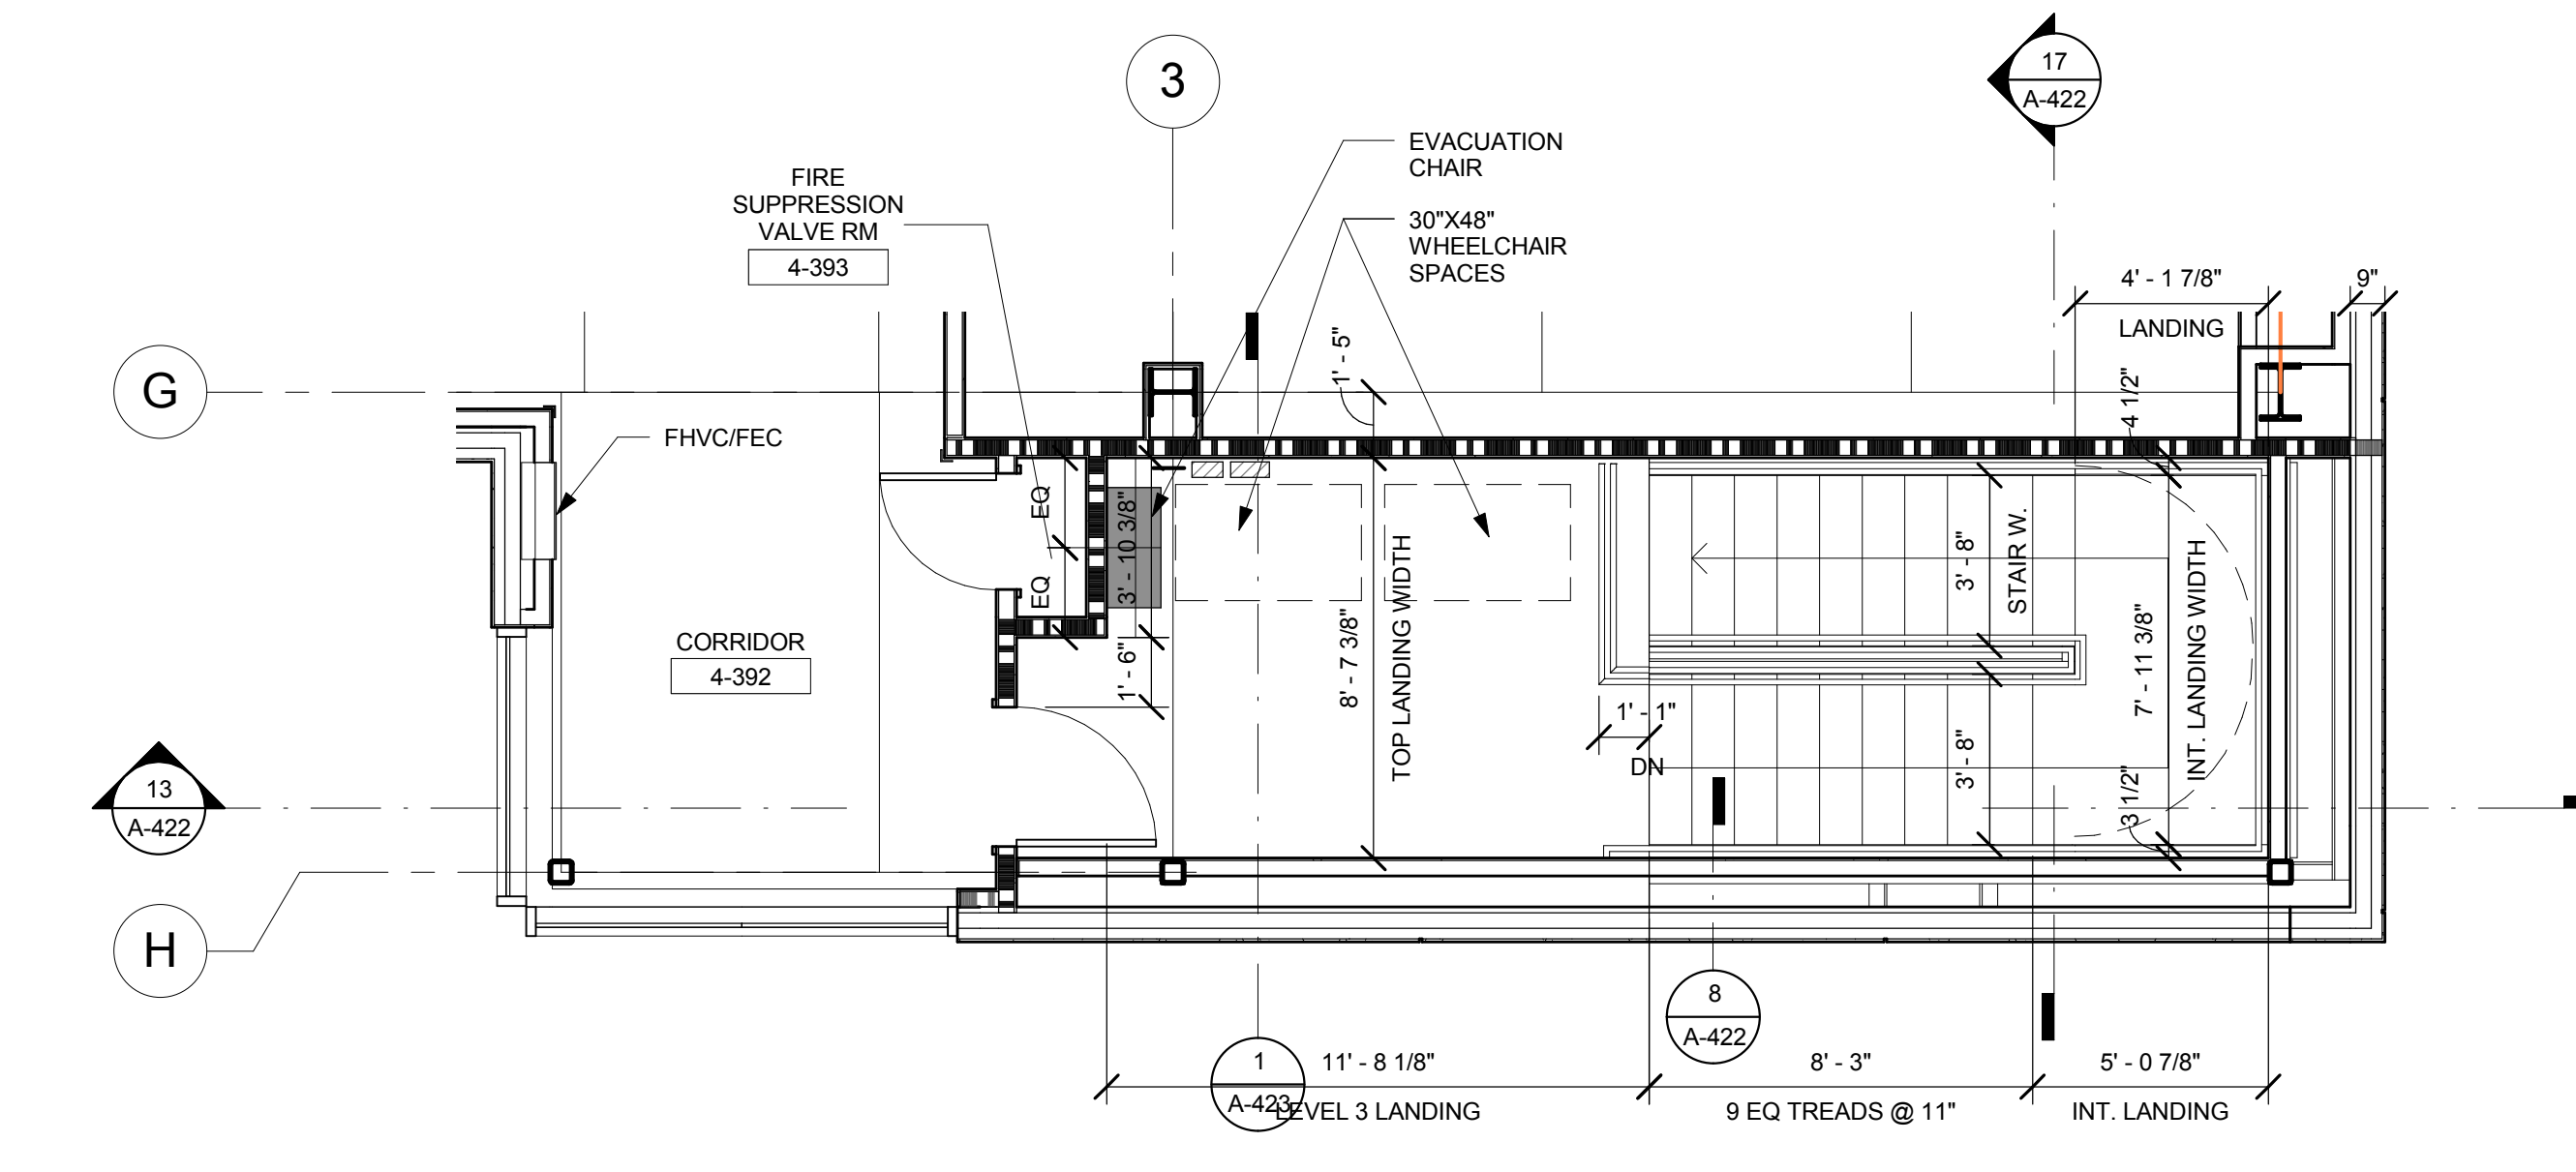 3
17
A-422
EVACUATION
CHAIR
FIRE
SUPPRESSION
VALVE RM
4-393
30"X48"
WHEELCHAIR
SPACES
4' - 1 7/8"
9"
LANDING
1' - 5"
G
4 1/2"
FHVC/FEC
EQ
EQ
3' - 10 3/8"
3' - 8"
STAIR W.
CORRIDOR
4-392
1' - 6"
8' - 7 3/8"
TOP LANDING WIDTH
7' - 11 3/8"
INT. LANDING WIDTH
1' - 1"
DN
3' - 8"
3 1/2"
13
A-422
H
8
A-422
1
A-423
11' - 8 1/8"
LEVEL 3 LANDING
8' - 3"
9 EQ TREADS @ 11"
5' - 0 7/8"
INT. LANDING